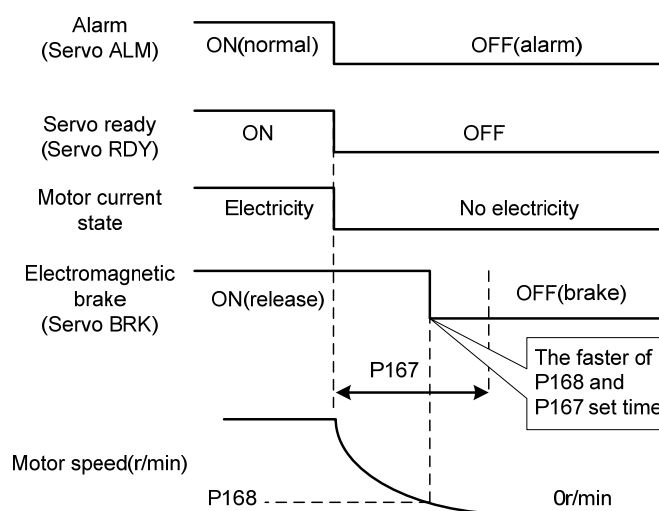 Alarm
(Servo ALM)
ON(normal)
OFF(alarm)
Servo ready
(Servo RDY)
ON
OFF
Motor current
state
Electricity
No electricity
Electromagnetic
brake
(Servo BRK)
ON(release)
OFF(brake)
P167
The faster of
P168 and
P167 set time
Motor speed(r/min)
P168
0r/min